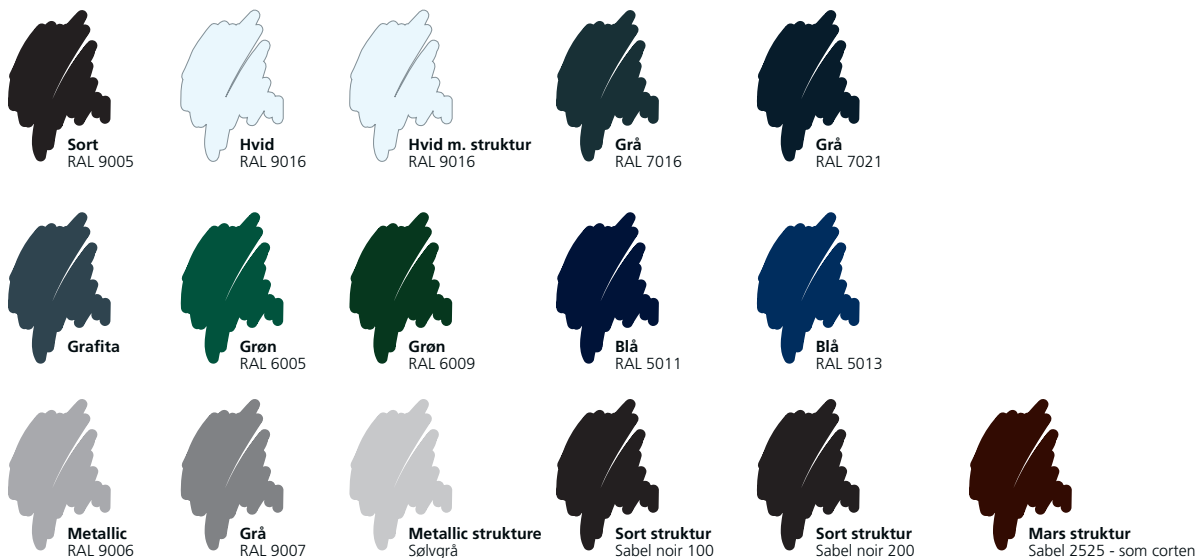 Sort
RAL 9005
Hvid
RAL 9016
Hvid m. struktur
RAL 9016
Grå
RAL 7016
Grå
RAL 7021
Grafita
Grøn
RAL 6005
Grøn
RAL 6009
Blå
RAL 5011
Blå
RAL 5013
Metallic
RAL 9006
Grå
RAL 9007
Metallic strukture
Sølvgrå
Sort struktur
Sabel noir 100
Sort struktur
Sabel noir 200
Mars struktur
Sabel 2525 - som corten